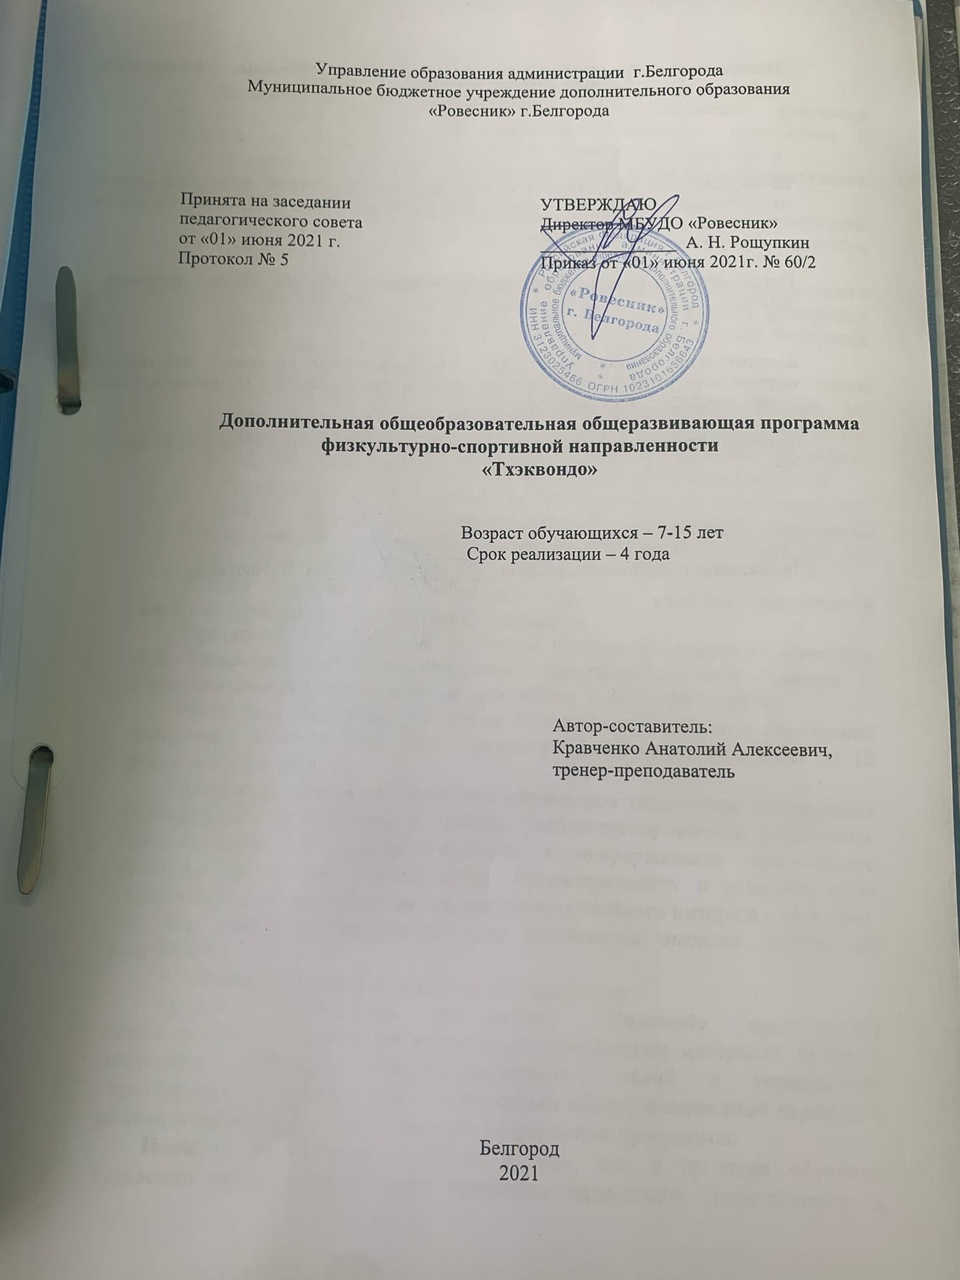 Управление образования администрации г.Белгорода
Муниципальное бюджетное учреждение дополнительного образования
«Ровесник» г.Белгорода
Принята на заседании
педагогического совета
от «01» июня 2021 г.
Протокол № 5
УТВЕРЖДАЮ
Директор МБУДО «Ровесник»
А. Н. Рощупкин
Приказ от «01» июня 2021г. № 60/2
«Ровесник»
г. Белгорода
Дополнительная общеобразовательная общеразвивающая программа
физкультурно-спортивной направленности
«Тхэквондо»
Возраст обучающихся – 7-15 лет
Срок реализации – 4 года
Автор-составитель:
Кравченко Анатолий Алексеевич,
тренер-преподаватель
Белгород
2021